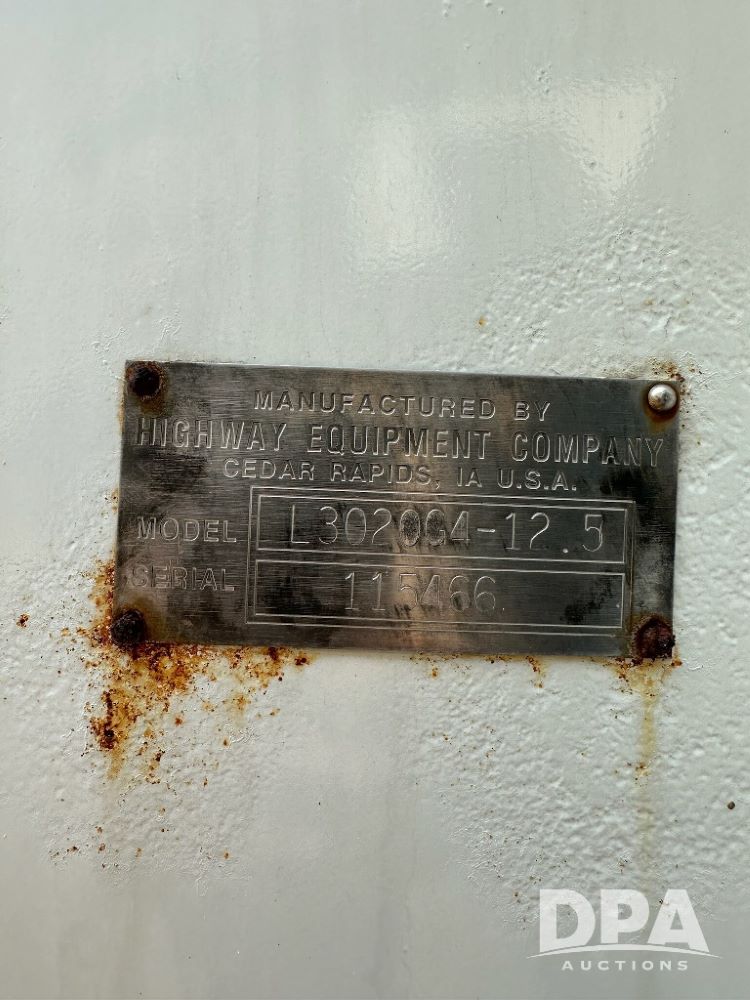 MANUFACTURED BY
HIGHWAY EQUIPMENT COMPANY
CEDAR RAPIDS, IA U.S.A.
MODEL L3020G4-12.5
SERIAL 115466
DPA
AUCTIONS